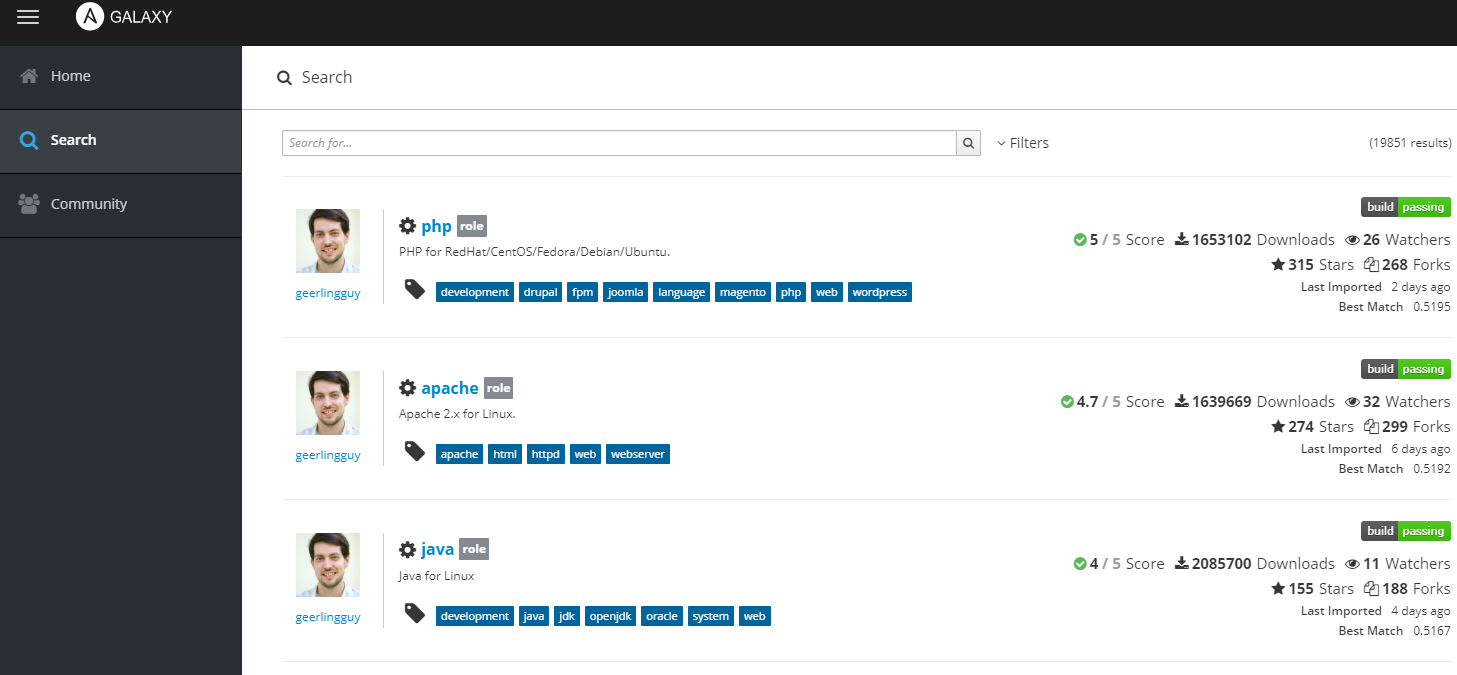 GALAXY
Home
Search
Community
Search
Search for...
Filters
(19851 results)
build passing
php role
5 / 5 Score 1653102 Downloads 26 Watchers
PHP for RedHat/CentOS/Fedora/Debian/Ubuntu.
315 Stars 268 Forks
geerlingguy
development drupal fpm joomla language magento php web wordpress
Last Imported 2 days ago
Best Match 0.5195
build passing
apache role
4.7 / 5 Score 1639669 Downloads 32 Watchers
Apache 2.x for Linux.
274 Stars 299 Forks
geerlingguy
apache html httpd web webserver
Last Imported 6 days ago
Best Match 0.5192
build passing
java role
4 / 5 Score 2085700 Downloads 11 Watchers
Java for Linux
155 Stars 188 Forks
geerlingguy
development java jdk openjdk oracle system web
Last Imported 4 days ago
Best Match 0.5167